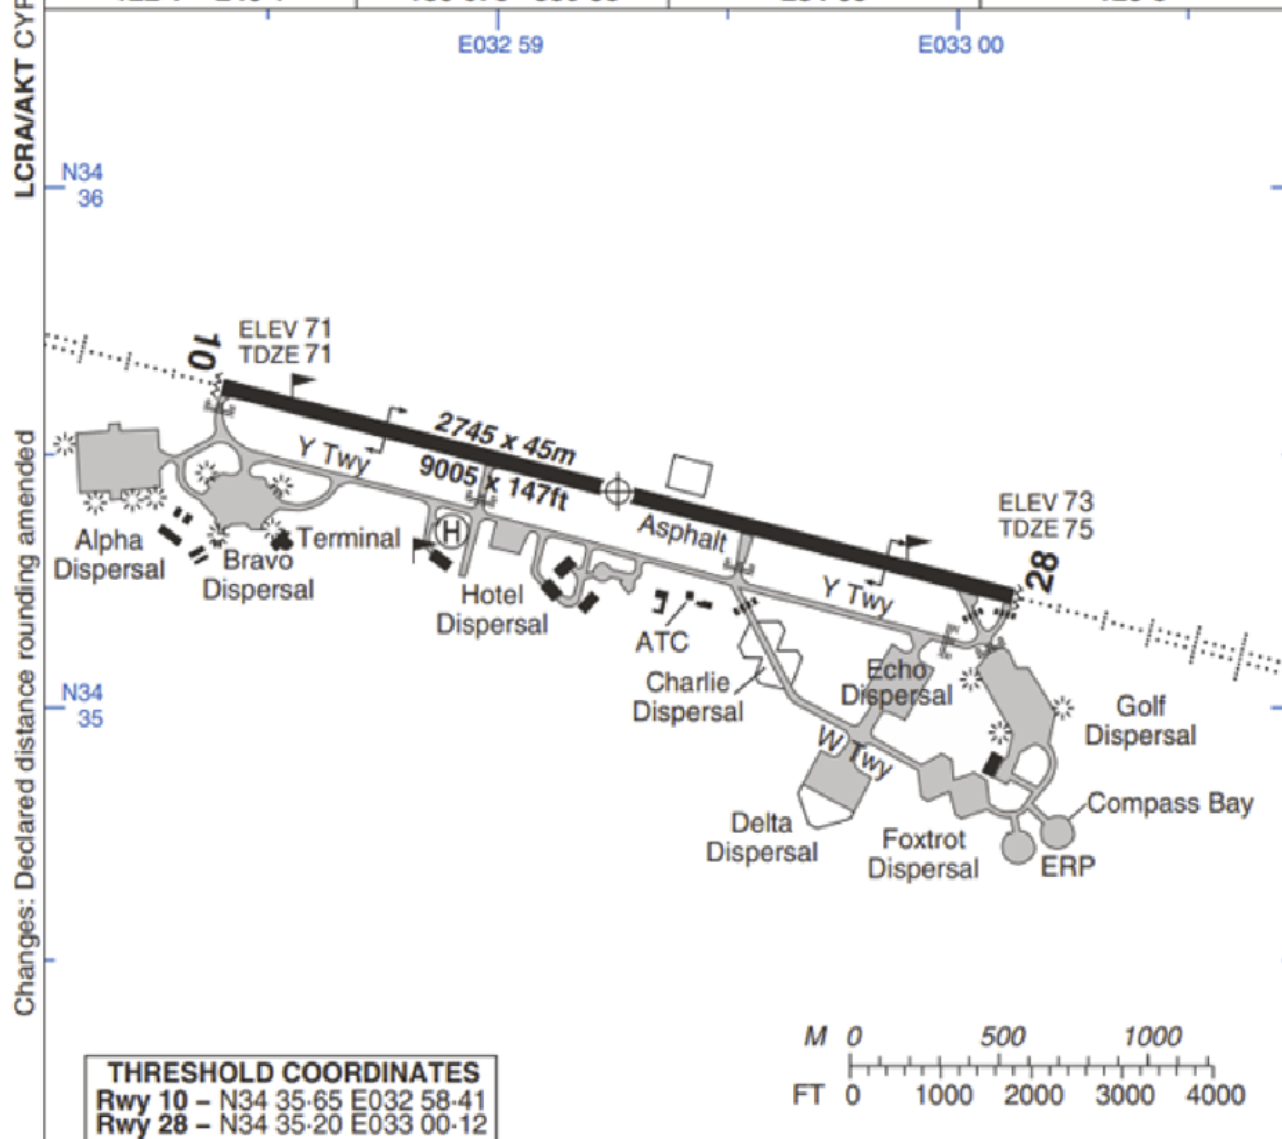 LCRA/AKT CYP
E032 59
E033 00
N34
36
ELEV 71
TDZE 71
10
2745 x 45m
9005 x 147ft
Y Twy
ELEV 73
TDZE 75
28
Asphalt
H
Terminal
Alpha
Dispersal
Bravo
Dispersal
Hotel
Dispersal
Y Twy
ATC
Echo
Dispersal
Charlie
Dispersal
N34
35
Golf
Dispersal
W Twy
Compass Bay
Delta
Dispersal
Foxtrot
Dispersal
ERP
Changes: Declared distance rounding amended
M 0 500 1000
FT 0 1000 2000 3000 4000
THRESHOLD COORDINATES
Rwy 10 – N34 35·65 E032 58·41
Rwy 28 – N34 35·20 E033 00·12